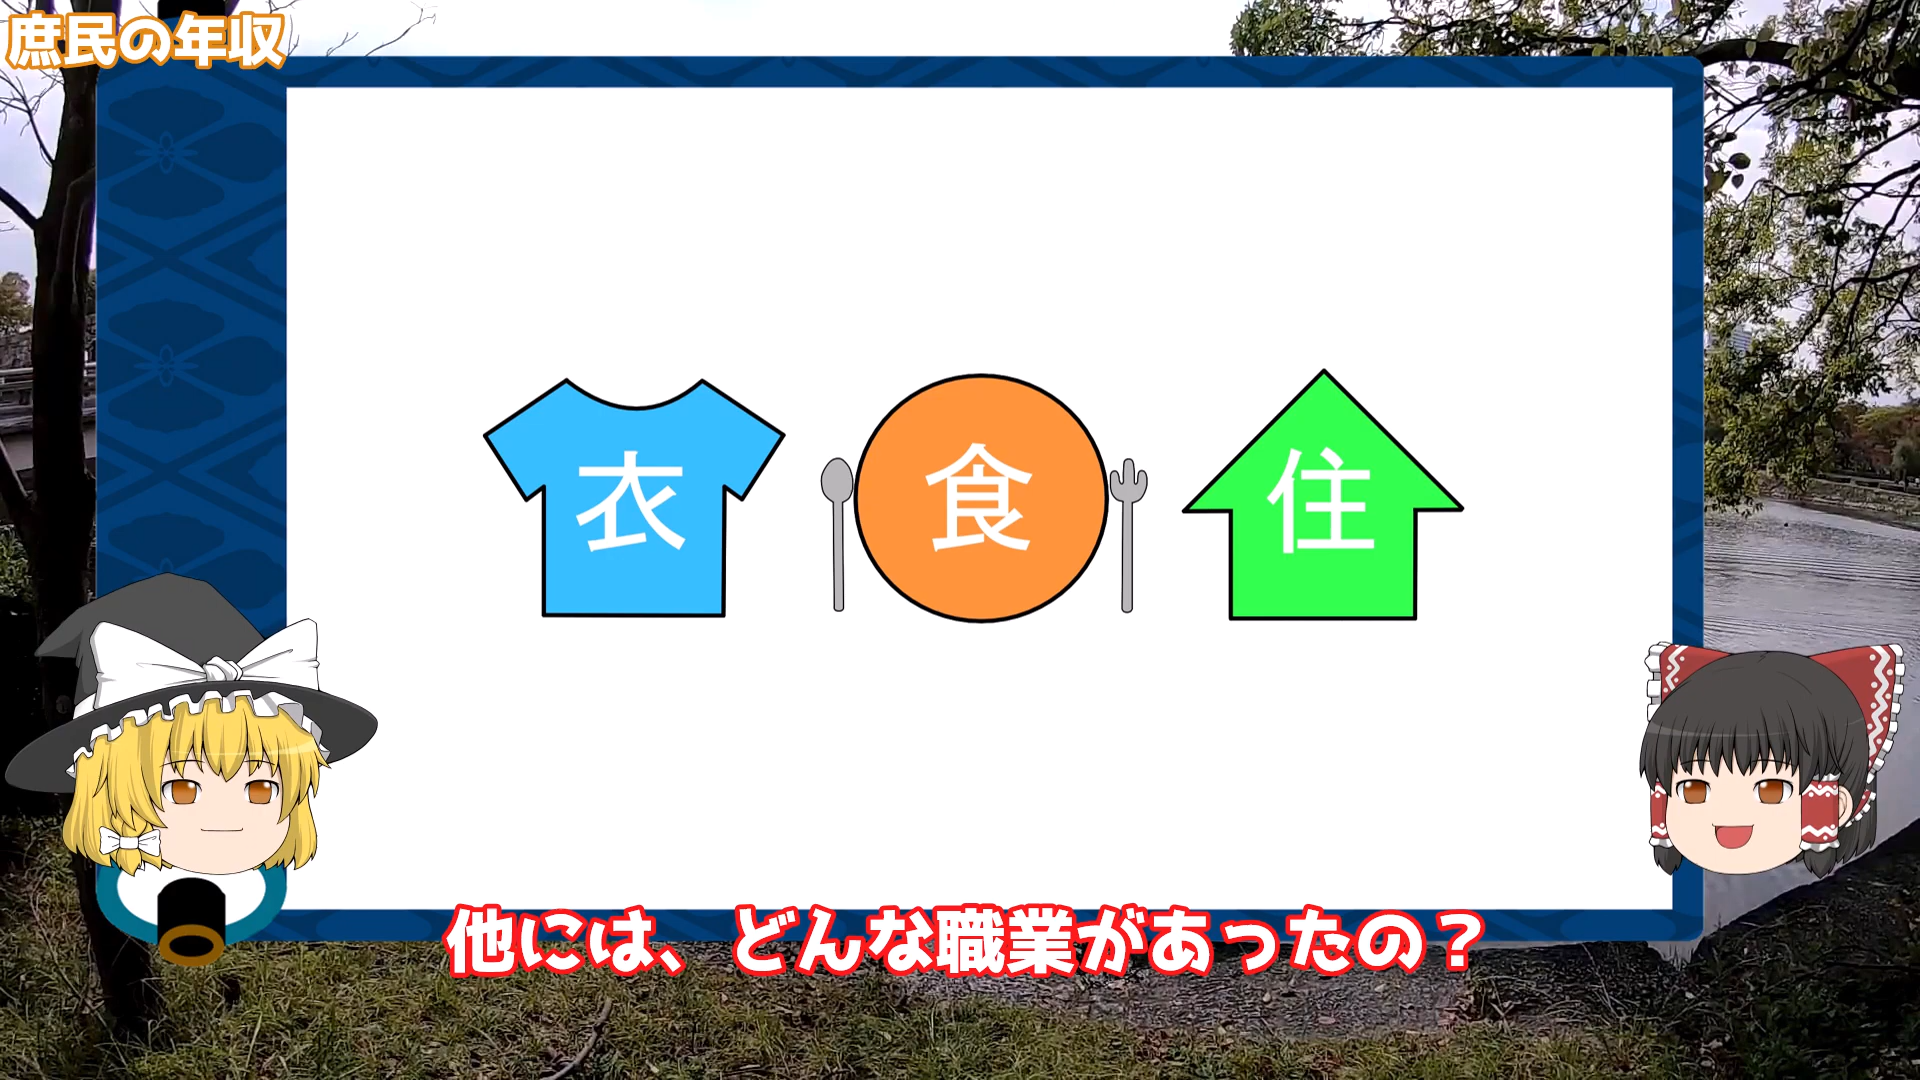 庶民の年収
衣
食
住
他には、どんな職業があったの？